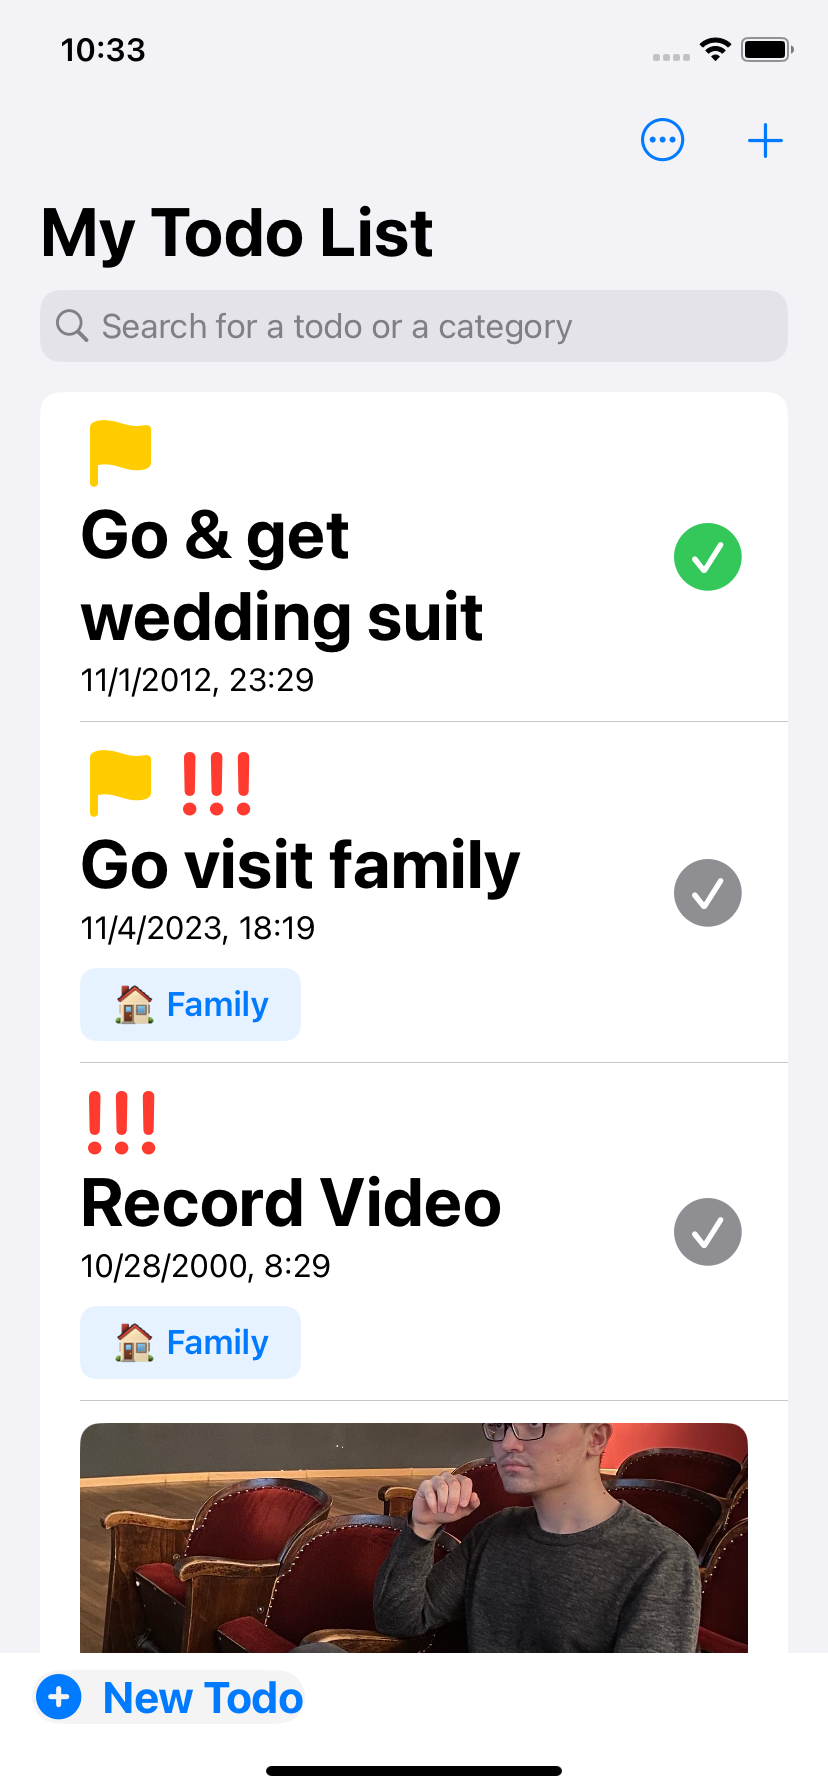 10:33
My Todo List
Search for a todo or a category
Go & get
wedding suit
11/1/2012, 23:29
!!!
Go visit family
11/4/2023, 18:19
Family
!!!
Record Video
10/28/2000, 8:29
Family
New Todo